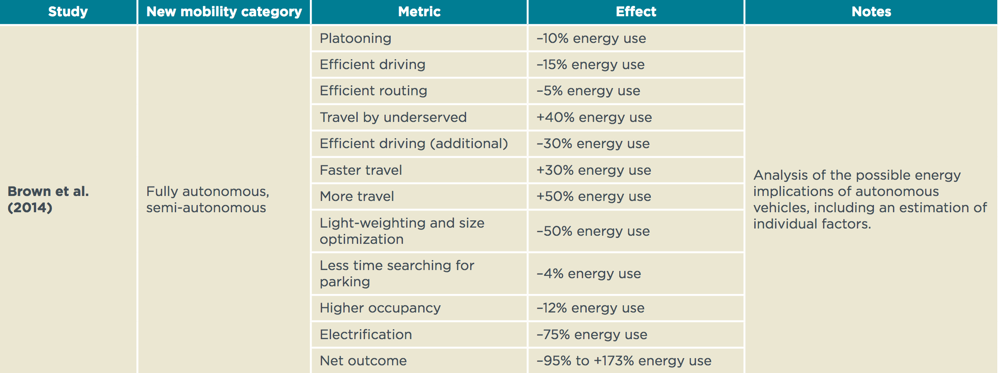 Study New mobility category Metric Effect Notes
Platooning –10% energy use
Efficient driving –15% energy use
Efficient routing –5% energy use
Travel by underserved +40% energy use
Efficient driving (additional) –30% energy use
Faster travel +30% energy use
More travel +50% energy use
Light-weighting and size
optimization
–50% energy use
Less time searching for
parking
–4% energy use
Higher occupancy –12% energy use
Electrification –75% energy use
Net outcome –95% to +173% energy use
Brown et al.
(2014)
Fully autonomous,
semi-autonomous
Analysis of the possible energy
implications of autonomous
vehicles, including an estimation of
individual factors.